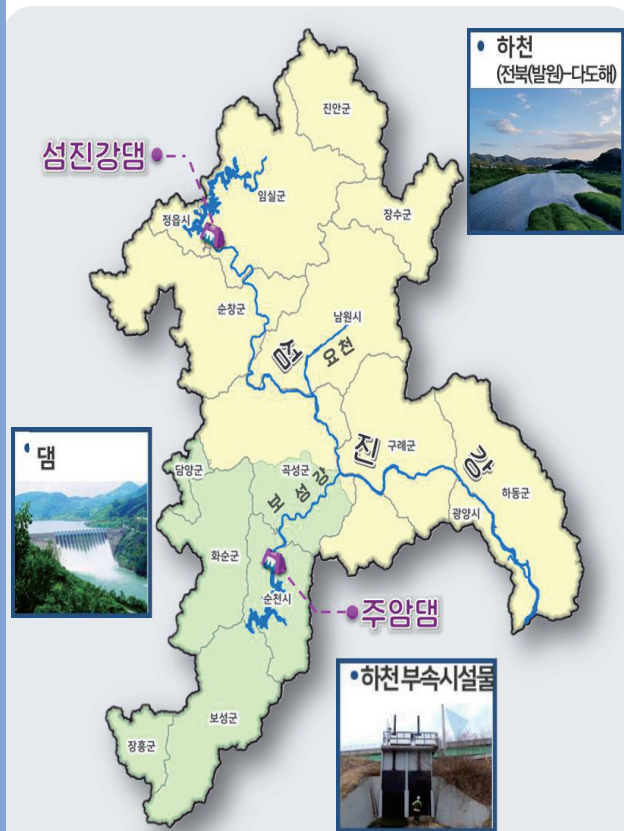 • 하천
(전북(발원)-다도해)
진안군
섬진강댐
임실군
장수군
정읍시
순창군
남원시
섬
요천
진
구례군
강
• 댐
담양군
곡성군
보성강
하동군
광양시
화순군
순천시
주암댐
• 하천 부속시설물
보성군
장흥군